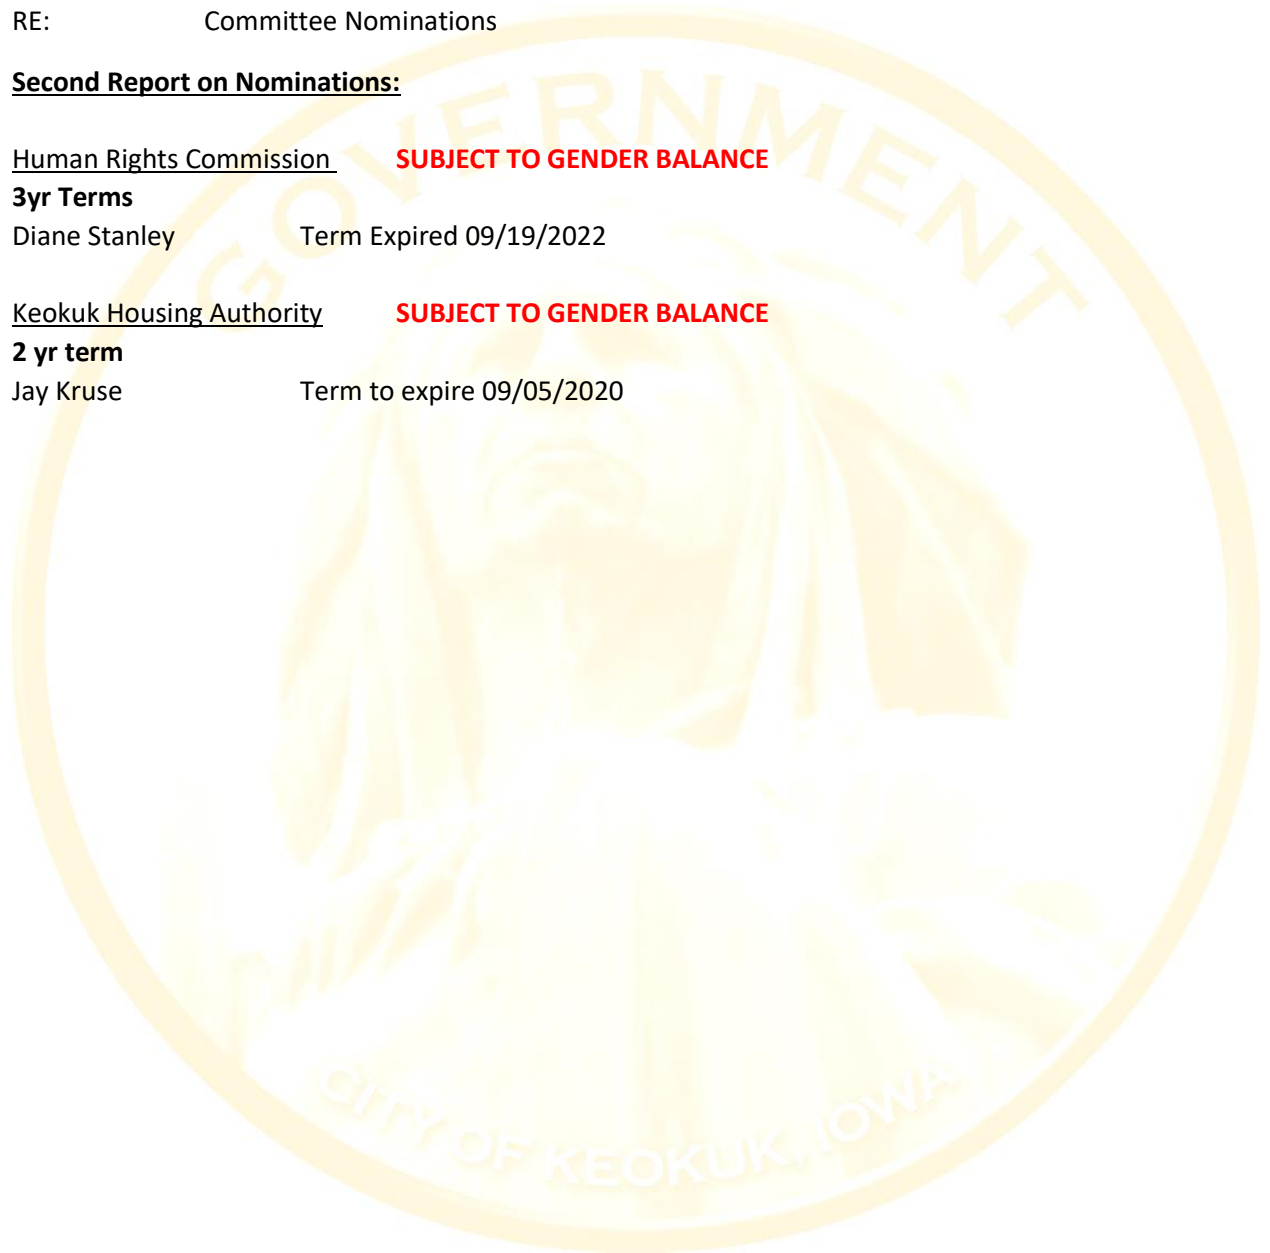 RE: Committee Nominations
Second Report on Nominations:
Human Rights Commission SUBJECT TO GENDER BALANCE
3yr Terms
Diane Stanley Term Expired 09/19/2022
Keokuk Housing Authority SUBJECT TO GENDER BALANCE
2 yr term
Jay Kruse Term to expire 09/05/2020
GOVERNMENT
CITY OF KEOKUK, IOWA